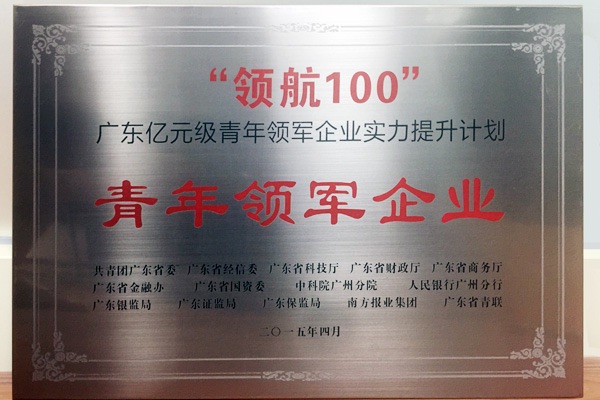 “领航100”
广东亿元级青年领军企业实力提升计划
青年领军企业
共青团广东省委 广东省经信委 广东省科技厅 广东省财政厅 广东省商务厅
广东省金融办 广东省国资委 中科院广州分院 人民银行广州分行
广东银监局 广东证监局 广东保监局 南方报业集团 广东省青联
二〇一五年四月